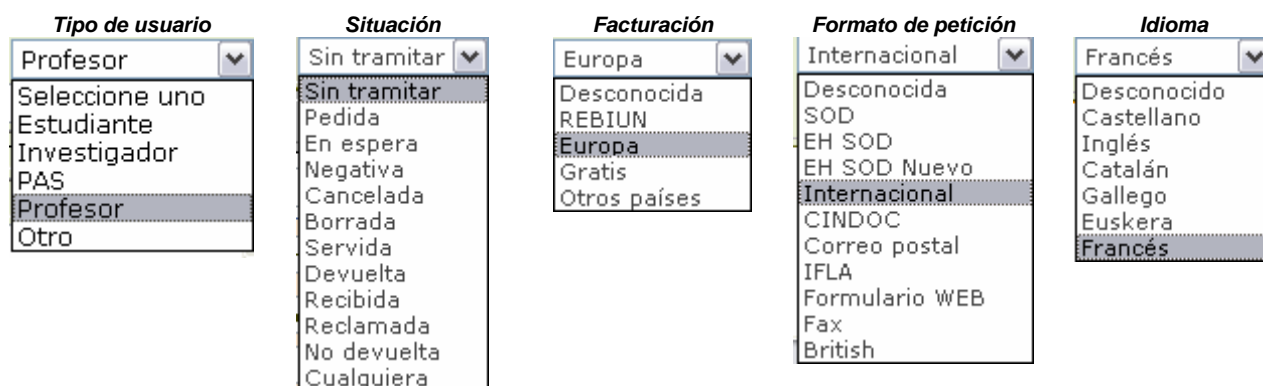 Tipo de usuario
Profesor
Seleccione uno
Estudiante
Investigador
PAS
Profesor
Otro
Situación
Sin tramitar
Sin tramitar
Pedida
En espera
Negativa
Cancelada
Borrada
Servida
Devuelta
Recibida
Reclamada
No devuelta
Cualquiera
Facturación
Europa
Desconocida
REBIUN
Europa
Gratis
Otros países
Formato de petición
Internacional
Desconocida
SOD
EH SOD
EH SOD Nuevo
Internacional
CINDOC
Correo postal
IFLA
Formulario WEB
Fax
British
Idioma
Francés
Desconocido
Castellano
Inglés
Catalán
Gallego
Euskera
Francés